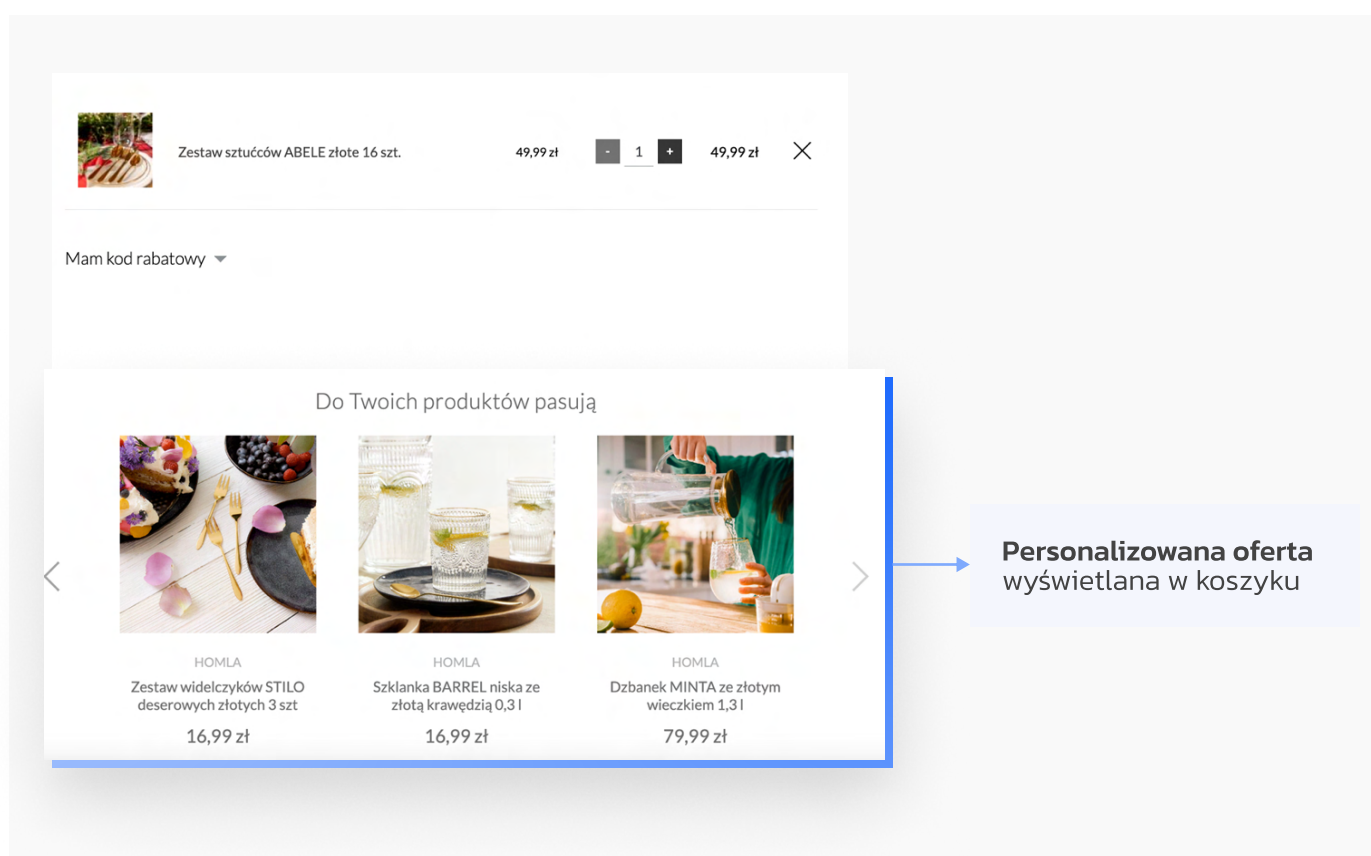 Zestaw sztućców ABELE złote 16 szt. 49,99 zł - 1 + 49,99 zł
Mam kod rabatowy
Do Twoich produktów pasują
HOMLA
Zestaw widelczyków STILO
deserowych złotych 3 szt
16,99 zł
HOMLA
Szklanka BARREL niska ze
złotą krawędzią 0,3 l
16,99 zł
HOMLA
Dzbanek MINTA ze złotym
wieczkiem 1,3 l
79,99 zł
Personalizowana oferta
wyświetlana w koszyku